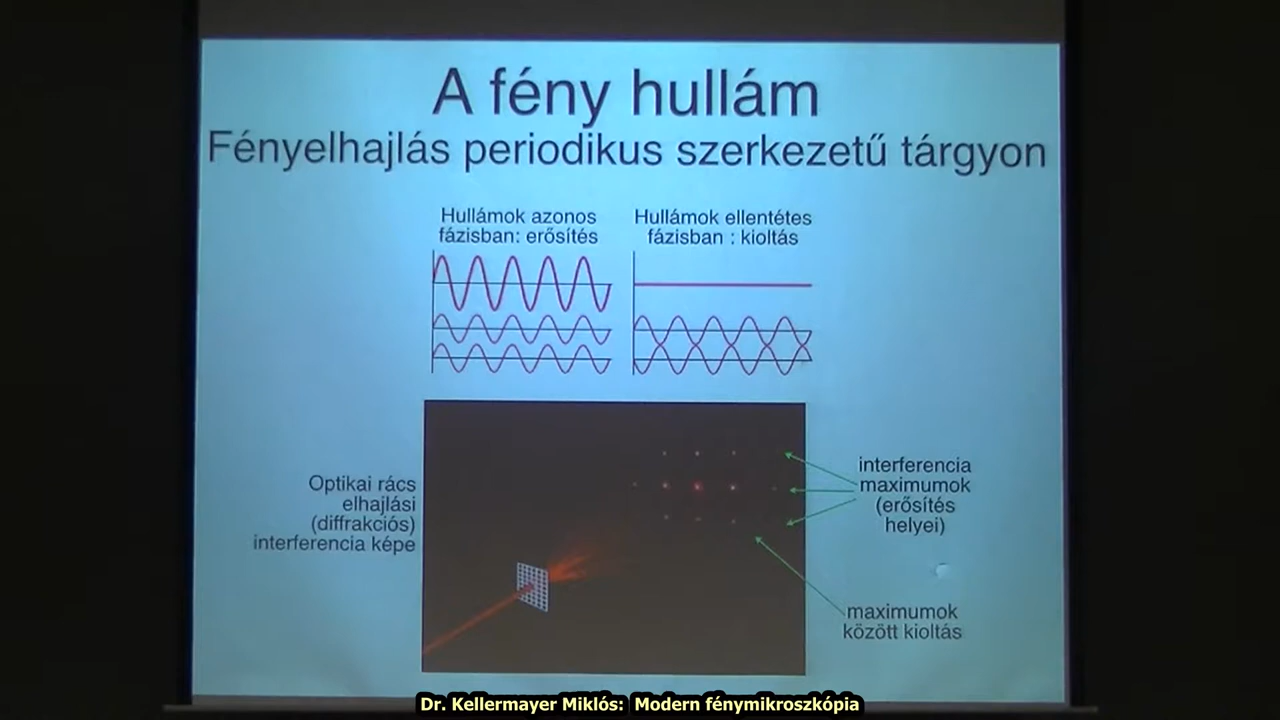 A fény hullám
Fényelhajlás periodikus szerkezetű tárgyon
Hullámok azonos
fázisban: erősítés
Hullámok ellentétes
fázisban : kioltás
Optikai rács
elhajlási
(diffrakciós)
interferencia képe
interferencia
maximumok
(erősítés
helyei)
maximumok
között kioltás
Dr. Kellermayer Miklós: Modern fénymikroszkópia